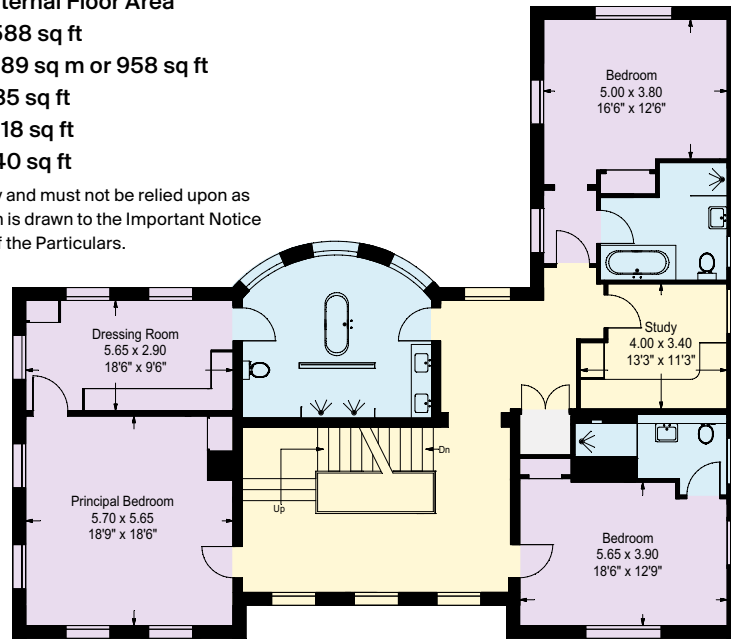 ternal Floor Area
588 sq ft
89 sq m or 958 sq ft
35 sq ft
18 sq ft
40 sq ft
and must not be relied upon as
is drawn to the Important Notice
the Particulars.
Bedroom
5.00 x 3.80
16'6" x 12'6"
Dressing Room
5.65 x 2.90
18'6" x 9'6"
Study
4.00 x 3.40
13'3" x 11'3"
Dn
Up
Principal Bedroom
5.70 x 5.65
18'9" x 18'6"
Bedroom
5.65 x 3.90
18'6" x 12'9"